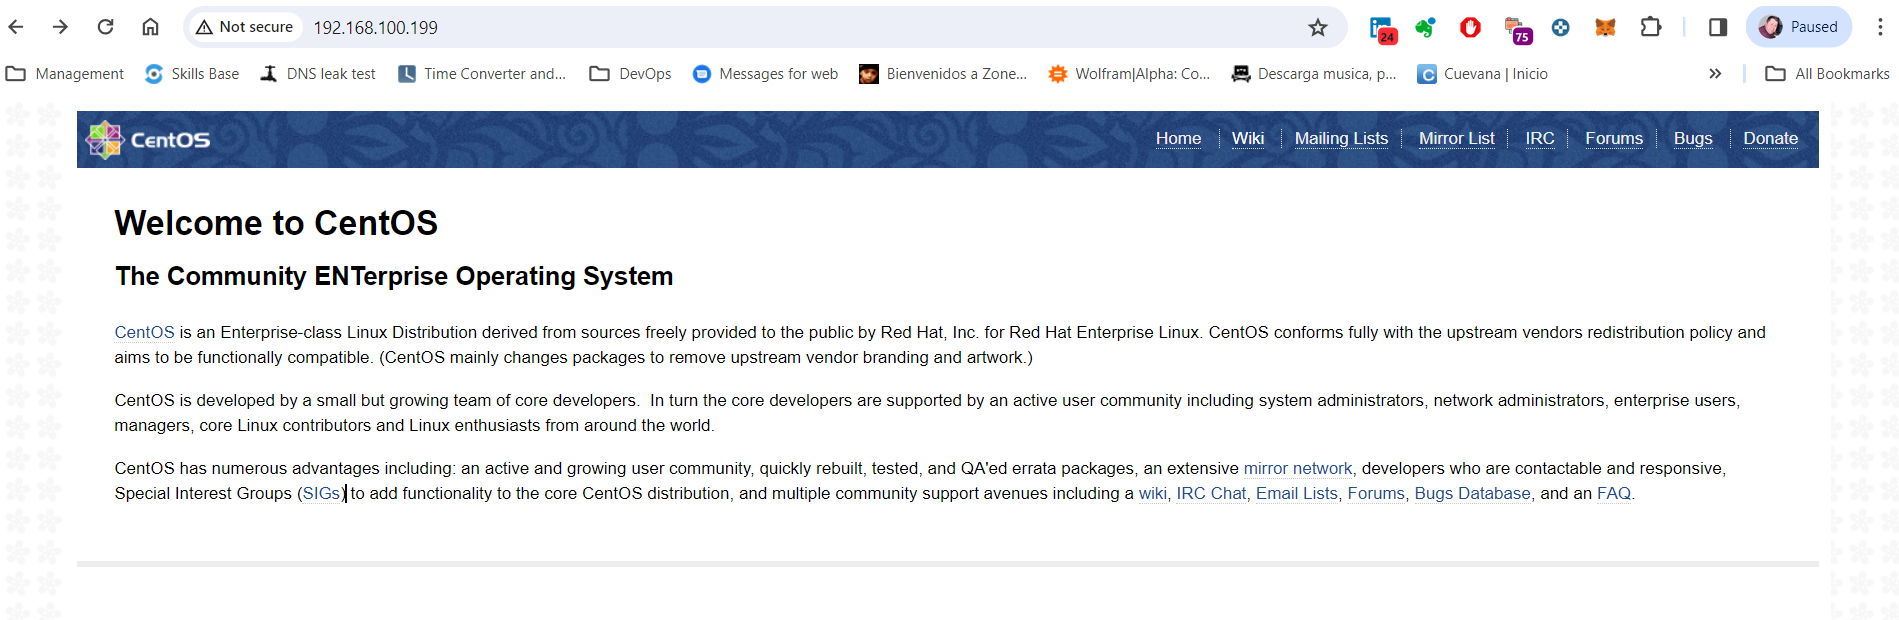 Not secure 192.168.100.199 24 75 Paused
Management Skills Base DNS leak test Time Converter and... DevOps Messages for web Bienvenidos a Zone... Wolfram|Alpha: Co... Descarga musica, p... Cuevana | Inicio » All Bookmarks
CentOS Home Wiki Mailing Lists Mirror List IRC Forums Bugs Donate
Welcome to CentOS
The Community ENTerprise Operating System
CentOS is an Enterprise-class Linux Distribution derived from sources freely provided to the public by Red Hat, Inc. for Red Hat Enterprise Linux. CentOS conforms fully with the upstream vendors redistribution policy and
aims to be functionally compatible. (CentOS mainly changes packages to remove upstream vendor branding and artwork.)
CentOS is developed by a small but growing team of core developers.  In turn the core developers are supported by an active user community including system administrators, network administrators, enterprise users,
managers, core Linux contributors and Linux enthusiasts from around the world.
CentOS has numerous advantages including: an active and growing user community, quickly rebuilt, tested, and QA'ed errata packages, an extensive mirror network, developers who are contactable and responsive,
Special Interest Groups (SIGs) to add functionality to the core CentOS distribution, and multiple community support avenues including a wiki, IRC Chat, Email Lists, Forums, Bugs Database, and an FAQ.